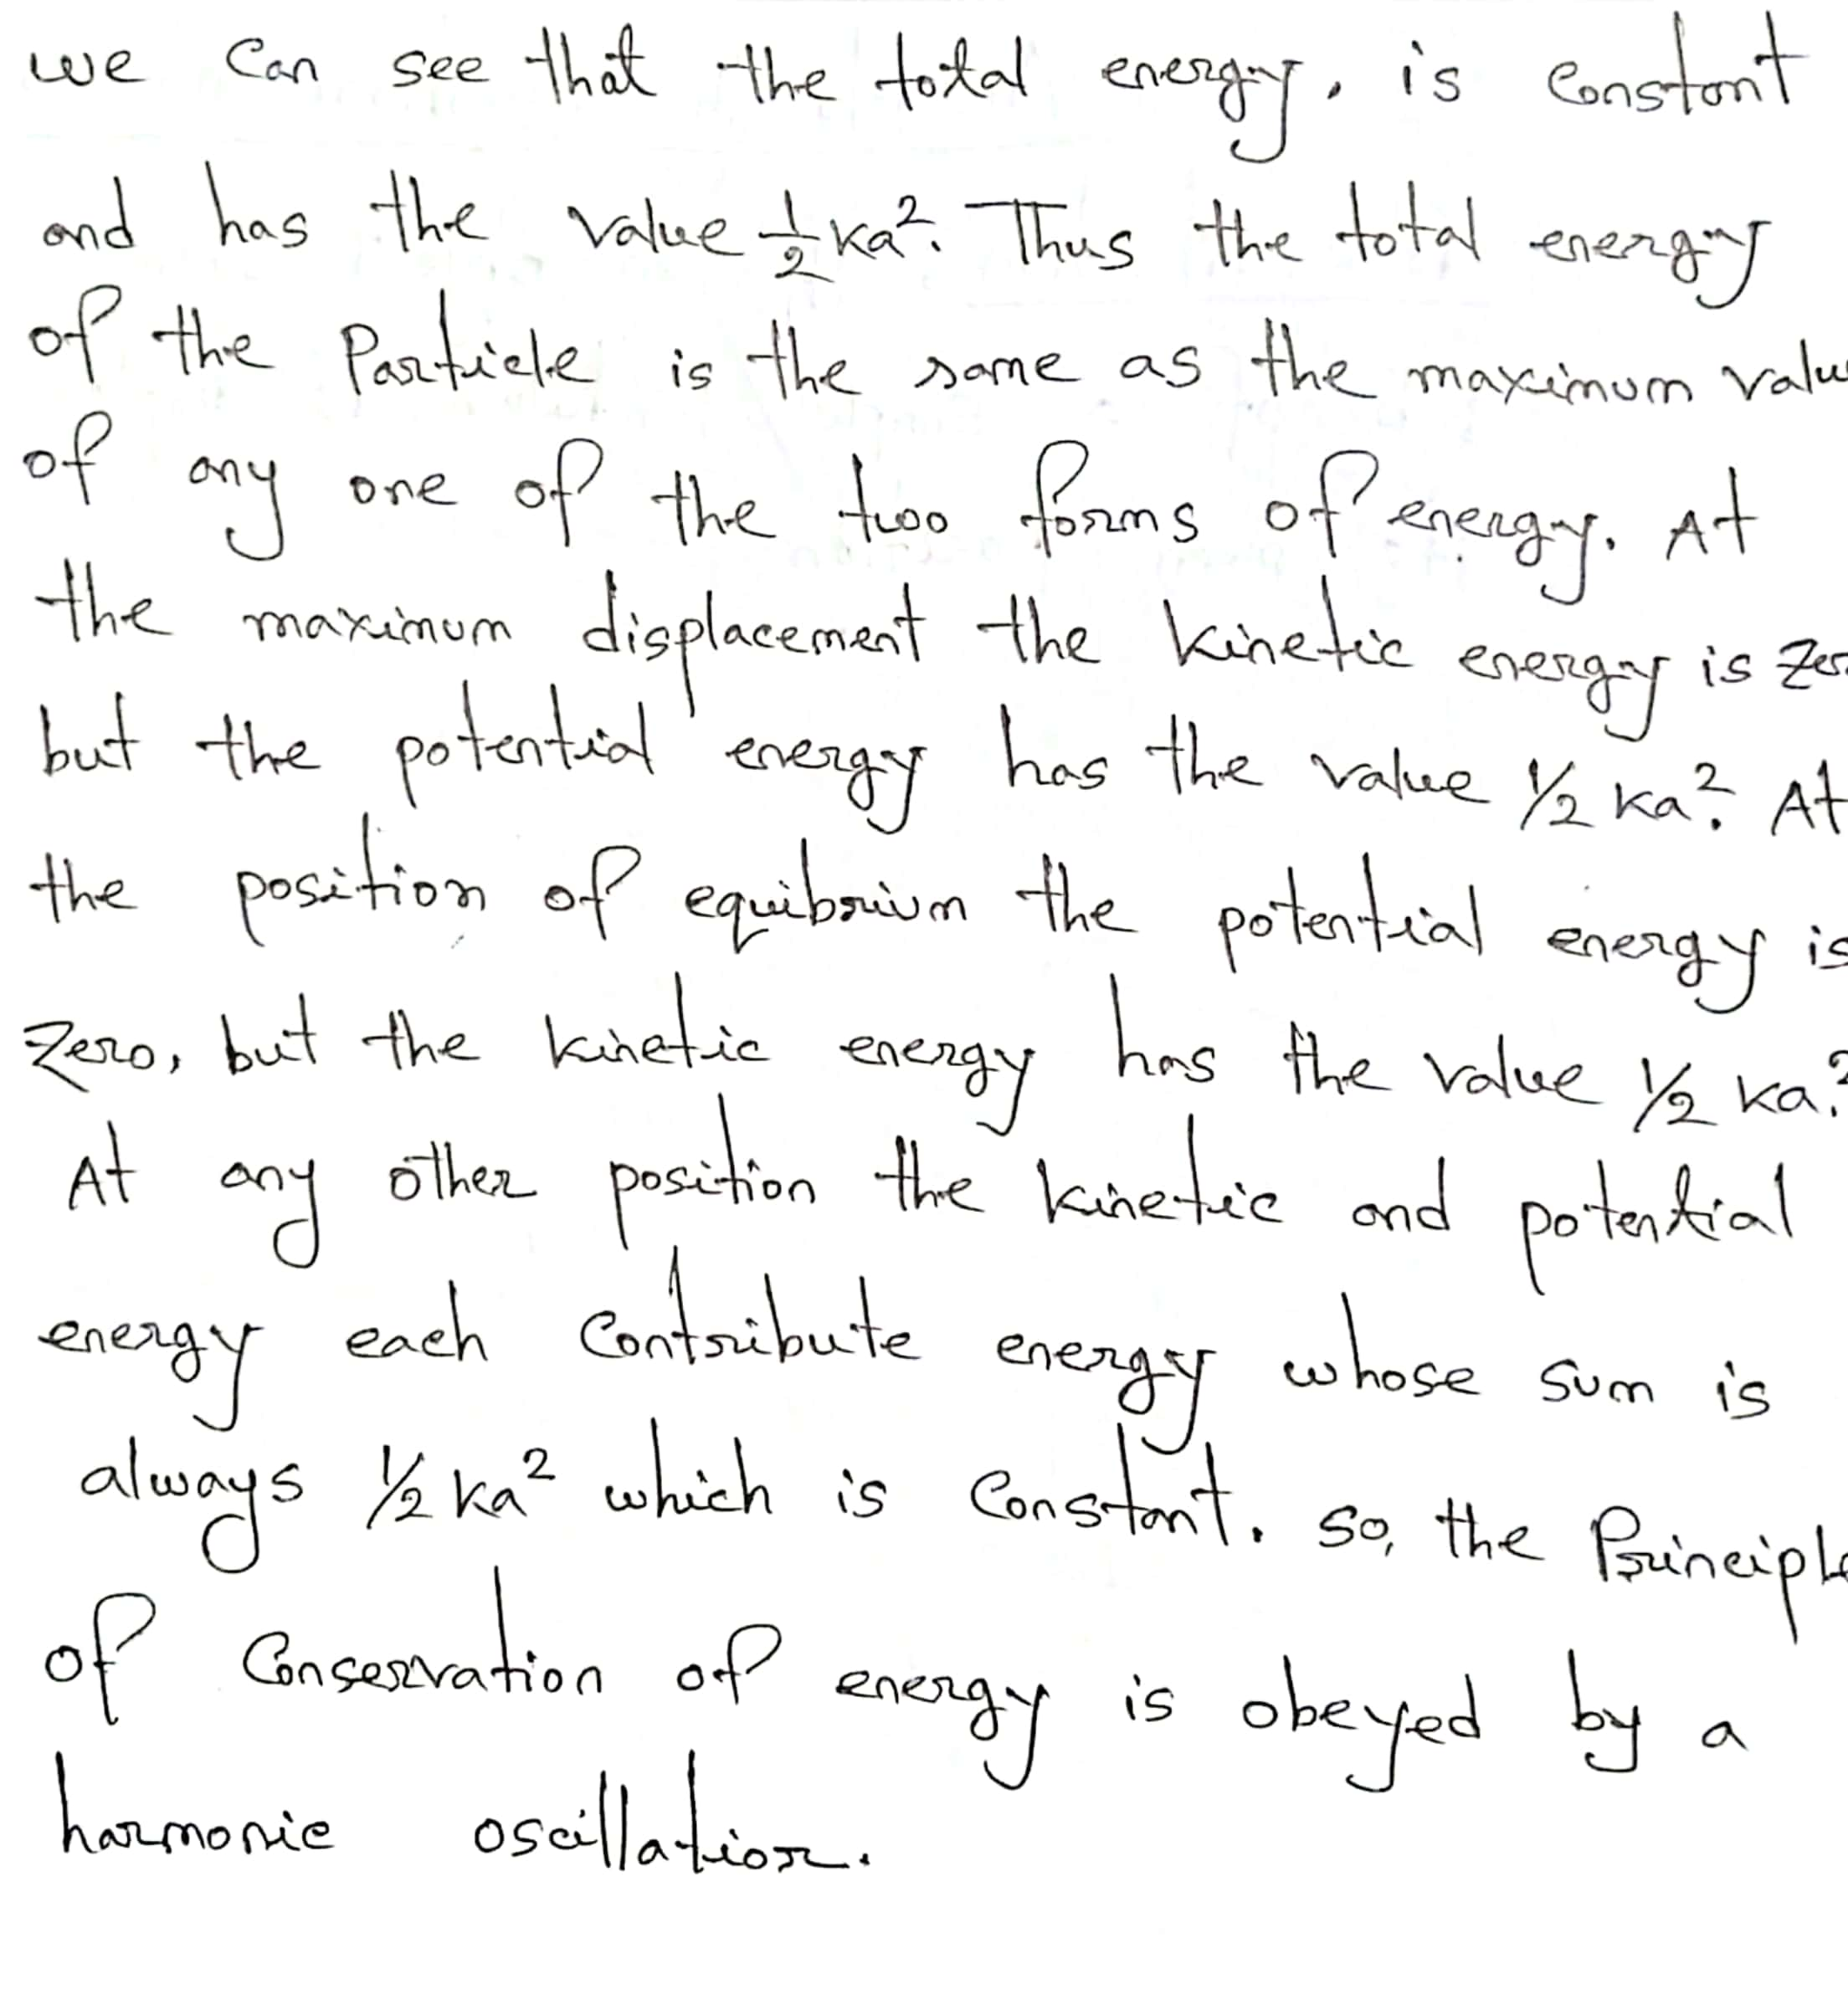 we can see that the total energy, is constant
and has the value 1/2 ka². Thus the total energy
of the Particle is the same as the maximum valu
of any one of the two forms of energy. At
the maximum displacement the kinetic energy is zer
but the potential energy has the value 1/2 ka². At
the position of equibrium the potential energy is
zero, but the kinetic energy has the value 1/2 ka².
At any other position the kinetic and potential
energy each contribute energy whose sum is
always 1/2 ka² which is constant. so, the Principle
of Conservation of energy is obeyed by a
harmonic oscillatior.